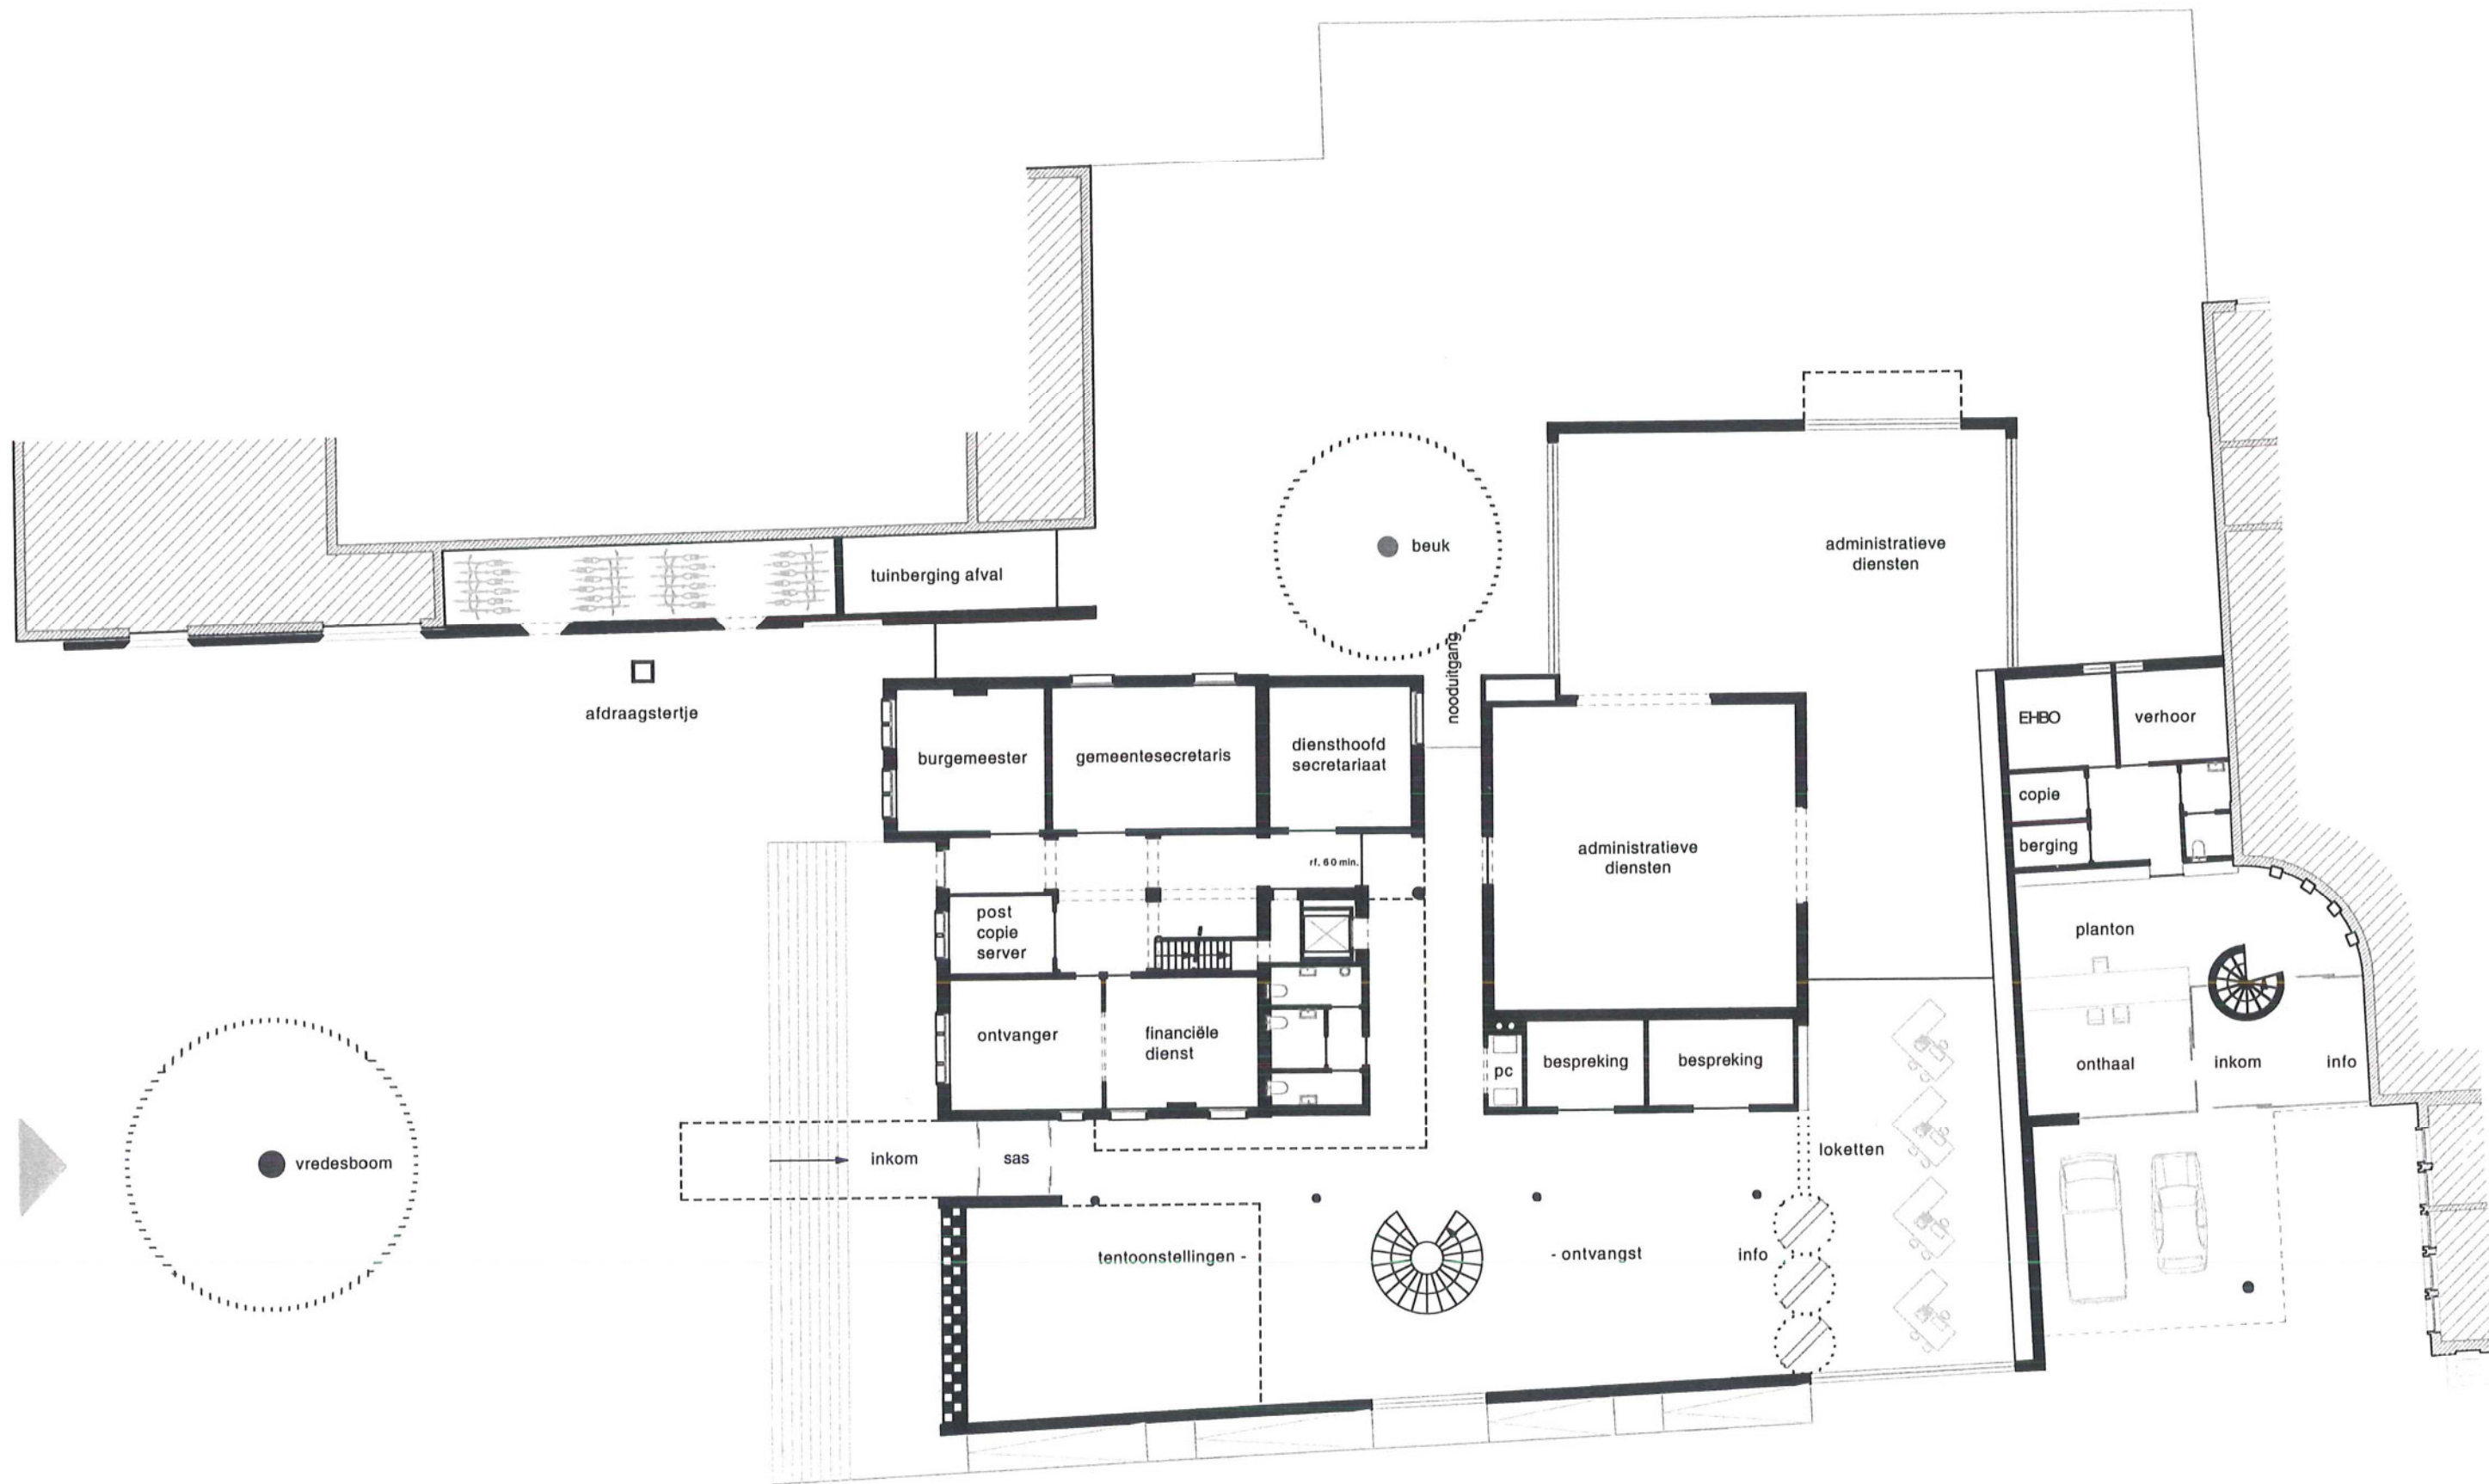 administratieve
diensten
beuk
tuinberging afval
nooduitgang
afdraagstertje
burgemeester
gemeentesecretaris
diensthoofd
secretariaat
EHBO
verhoor
copie
berging
rf. 60 min.
administratieve
diensten
post
copie
server
planton
ontvanger
financiële
dienst
pc
bespreking
bespreking
onthaal
inkom
info
vredesboom
inkom
sas
loketten
tentoonstellingen -
- ontvangst
info